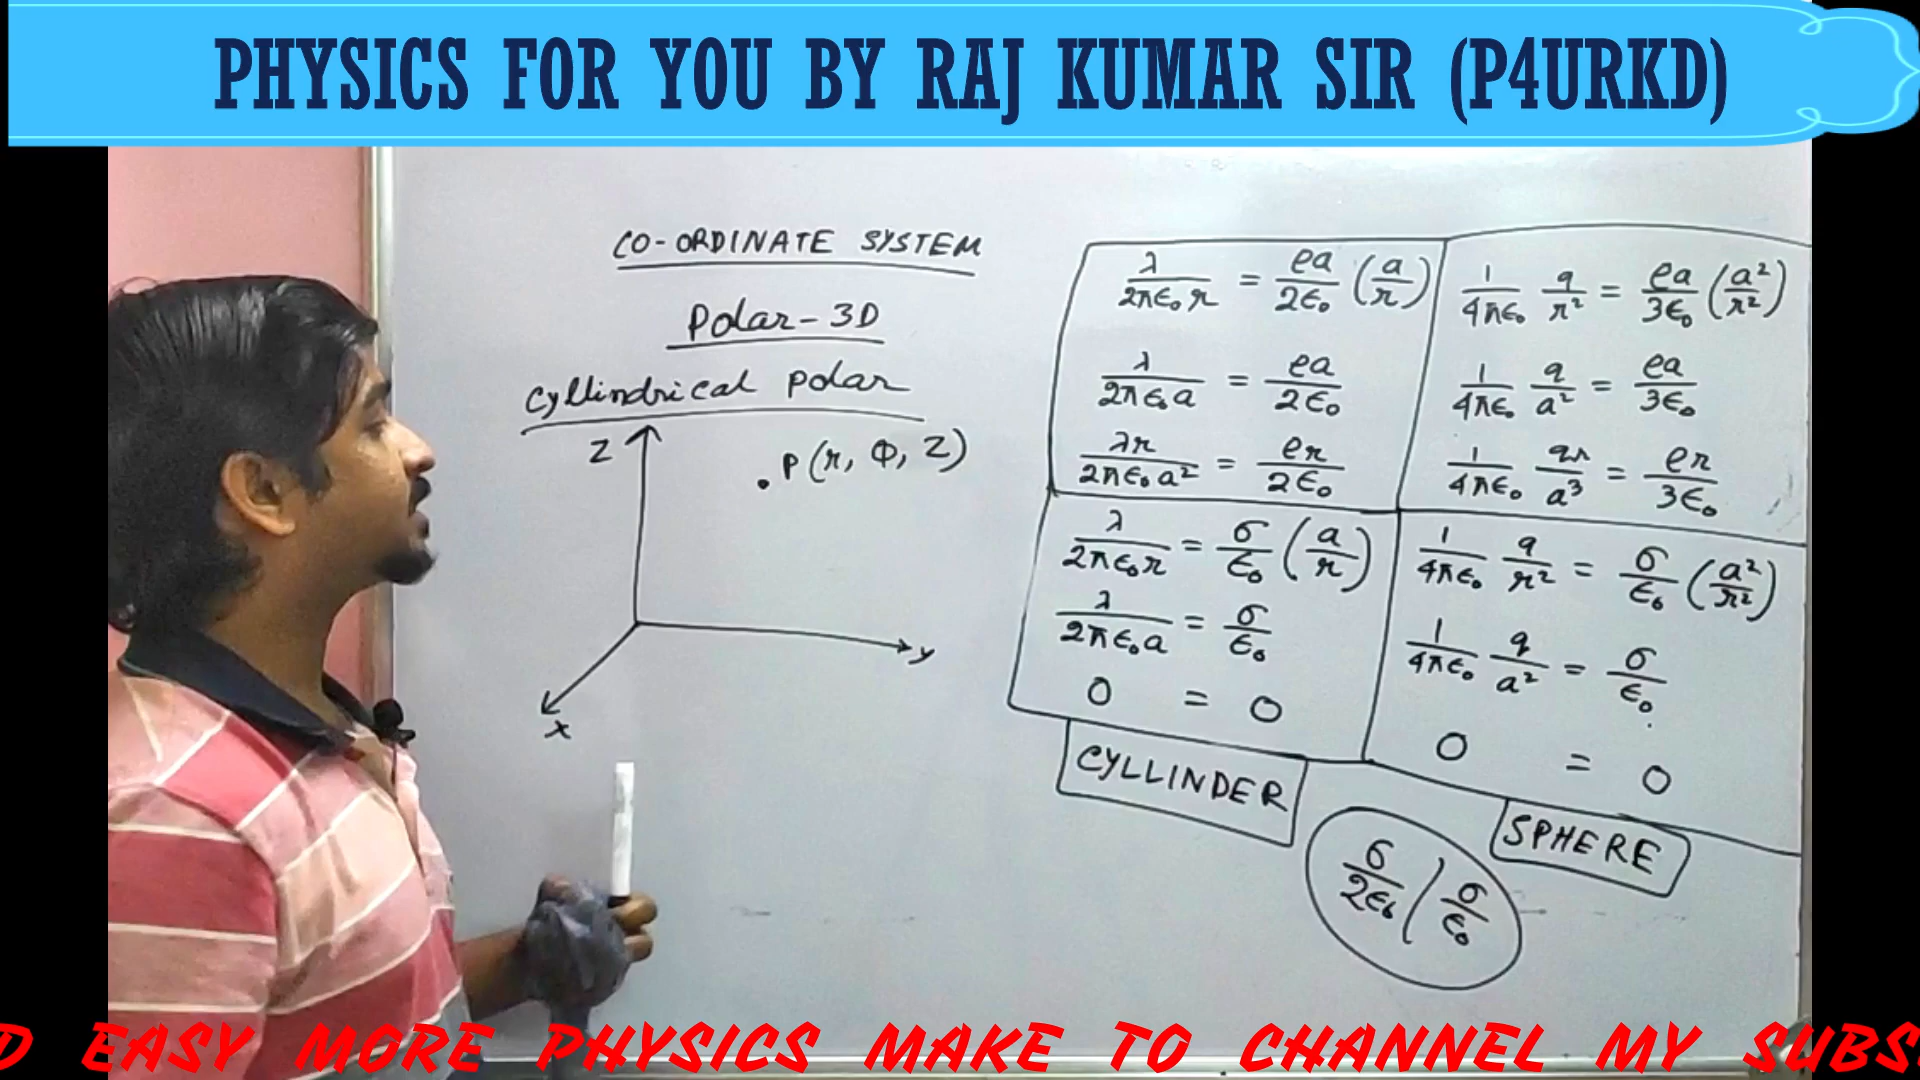 PHYSICS FOR YOU BY RAJ KUMAR SIR (P4URKD)
CO-ORDINATE SYSTEM
Polar-3D
Cyllindrical polar
Z
P(r, Φ, Z)
y
x
λ/2πε₀r = ρa/2ε₀ (a/r)
λ/2πε₀a = ρa/2ε₀
λr/2πε₀a² = ρr/2ε₀
1/4πε₀ q/r² = ρa/3ε₀ (a²/r²)
1/4πε₀ q/a² = ρa/3ε₀
1/4πε₀ qr/a³ = ρr/3ε₀
λ/2πε₀r = σ/ε₀ (a/r)
λ/2πε₀a = σ/ε₀
0 = 0
1/4πε₀ q/r² = σ/ε₀ (a²/r²)
1/4πε₀ q/a² = σ/ε₀
0 = 0
CYLLINDER
SPHERE
σ/2ε₀ / σ/ε₀
D EASY MORE PHYSICS MAKE TO CHANNEL MY SUBS